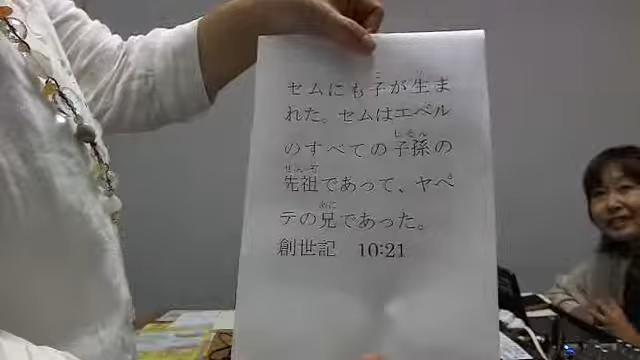 セムにも子が生ま
れた。セムはエベル
のすべての子孫の
先祖であって、ヤペ
テの兄であった。
創世記 10:21